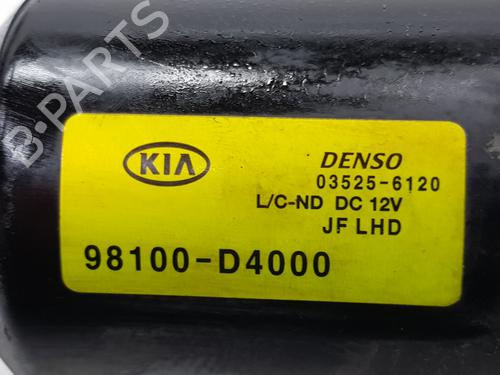 B-PARTS
KIA
DENSO
03525-6120
L/C-ND DC 12V
JF LHD
98100-D4000